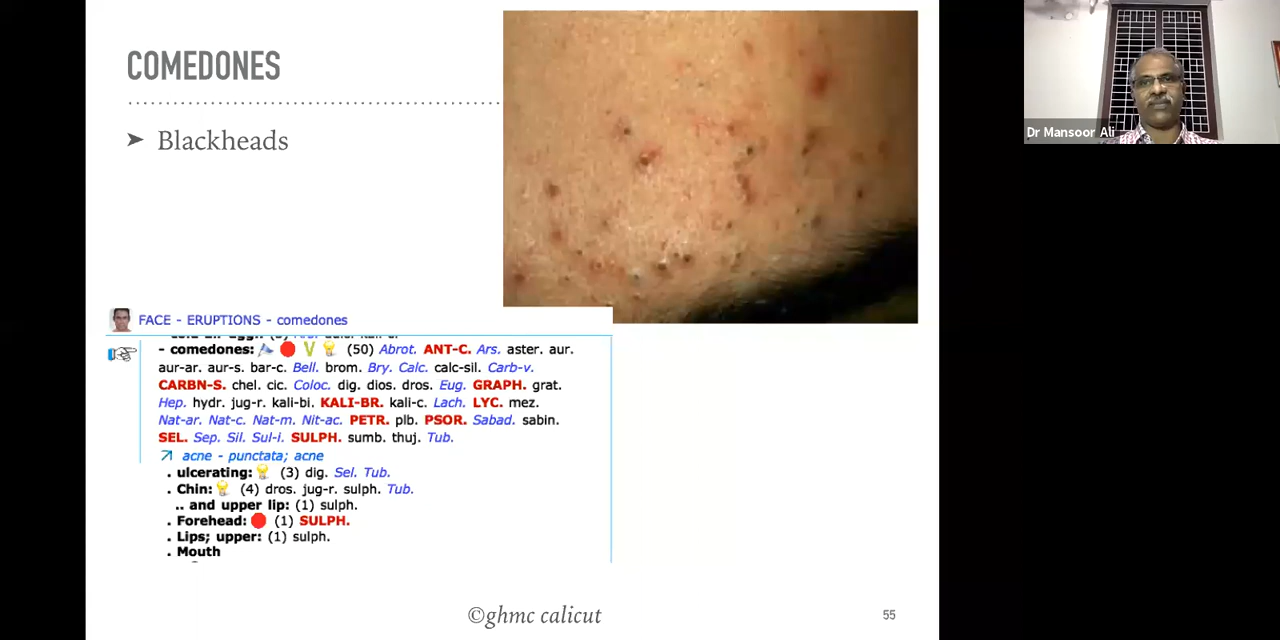 COMEDONES
➤ Blackheads
Dr Mansoor Ali
FACE - ERUPTIONS - comedones
- comedones: (50) Abrot. ANT-C. Ars. aster. aur.
aur-ar. aur-s. bar-c. Bell. brom. Bry. Calc. calc-sil. Carb-v.
CARBN-S. chel. cic. Coloc. dig. dios. dros. Eug. GRAPH. grat.
Hep. hydr. jug-r. kali-bi. KALI-BR. kali-c. Lach. LYC. mez.
Nat-ar. Nat-c. Nat-m. Nit-ac. PETR. plb. PSOR. Sabad. sabin.
SEL. Sep. Sil. Sul-i. SULPH. sumb. thuj. Tub.
acne - punctata; acne
. ulcerating: (3) dig. Sel. Tub.
. Chin: (4) dros. jug-r. sulph. Tub.
.. and upper lip: (1) sulph.
. Forehead: (1) SULPH.
. Lips; upper: (1) sulph.
. Mouth
©ghmc calicut
55